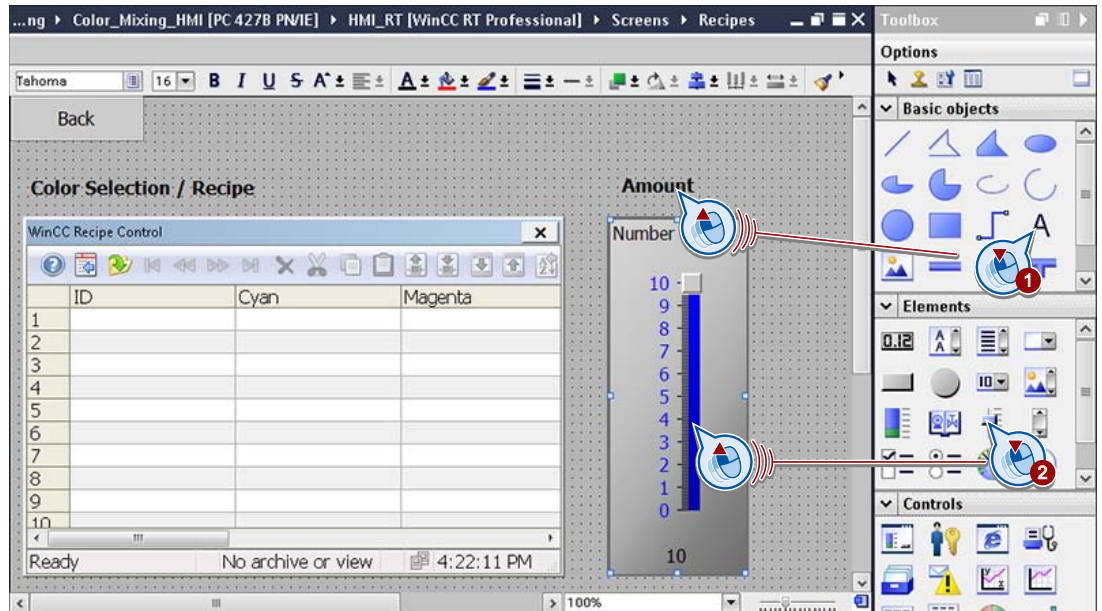 ...ng ▸ Color_Mixing_HMI [PC 427B PN/IE] ▸ HMI_RT [WinCC RT Professional] ▸ Screens ▸ Recipes
Toolbox
Options
Tahoma 16 B I U S A A
Basic objects
Back
Color Selection / Recipe
Amount
A
WinCC Recipe Control
Number
1
ID Cyan Magenta
1
2
3
4
5
6
7
8
9
10
Ready No archive or view 4:22:11 PM
10
9
8
7
6
5
4
3
2
1
0
10
Elements
0.12
A
A
10
2
Controls
100%